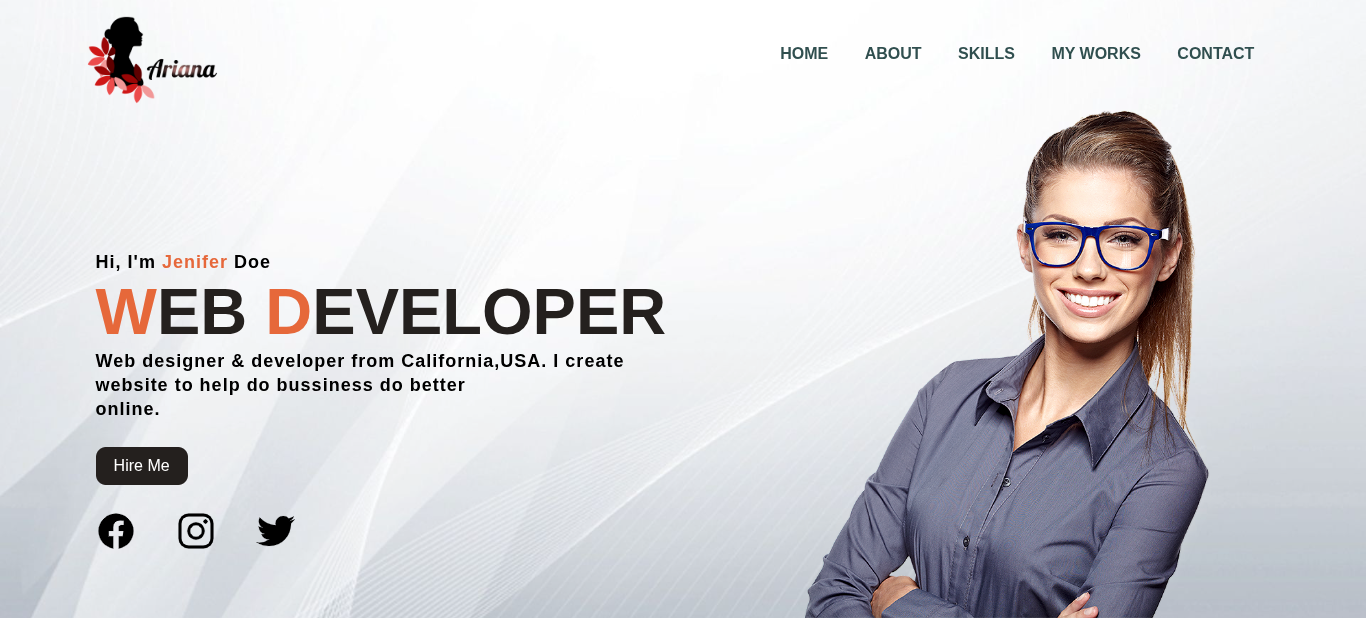 Ariana
HOME ABOUT SKILLS MY WORKS CONTACT
Hi, I'm Jenifer Doe
WEB DEVELOPER
Web designer & developer from California,USA. I create
website to help do bussiness do better
online.
Hire Me